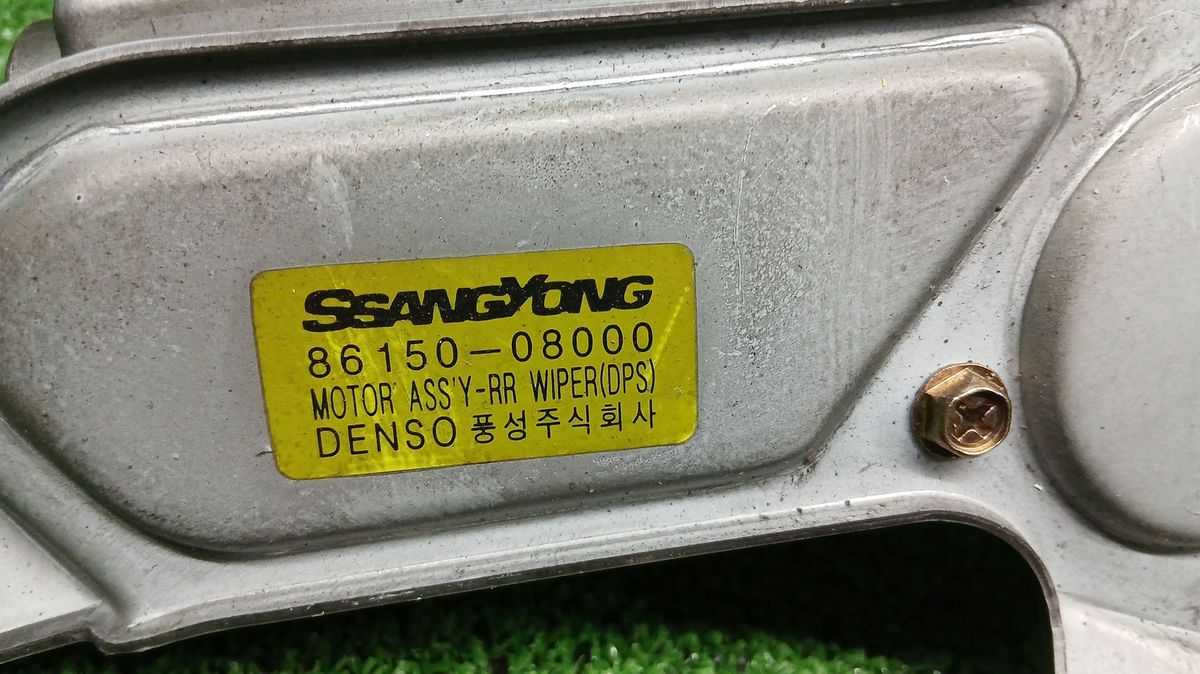 SSANGYONG
86150-08000
MOTOR ASS'Y-RR WIPER(DPS)
DENSO 풍성주식회사